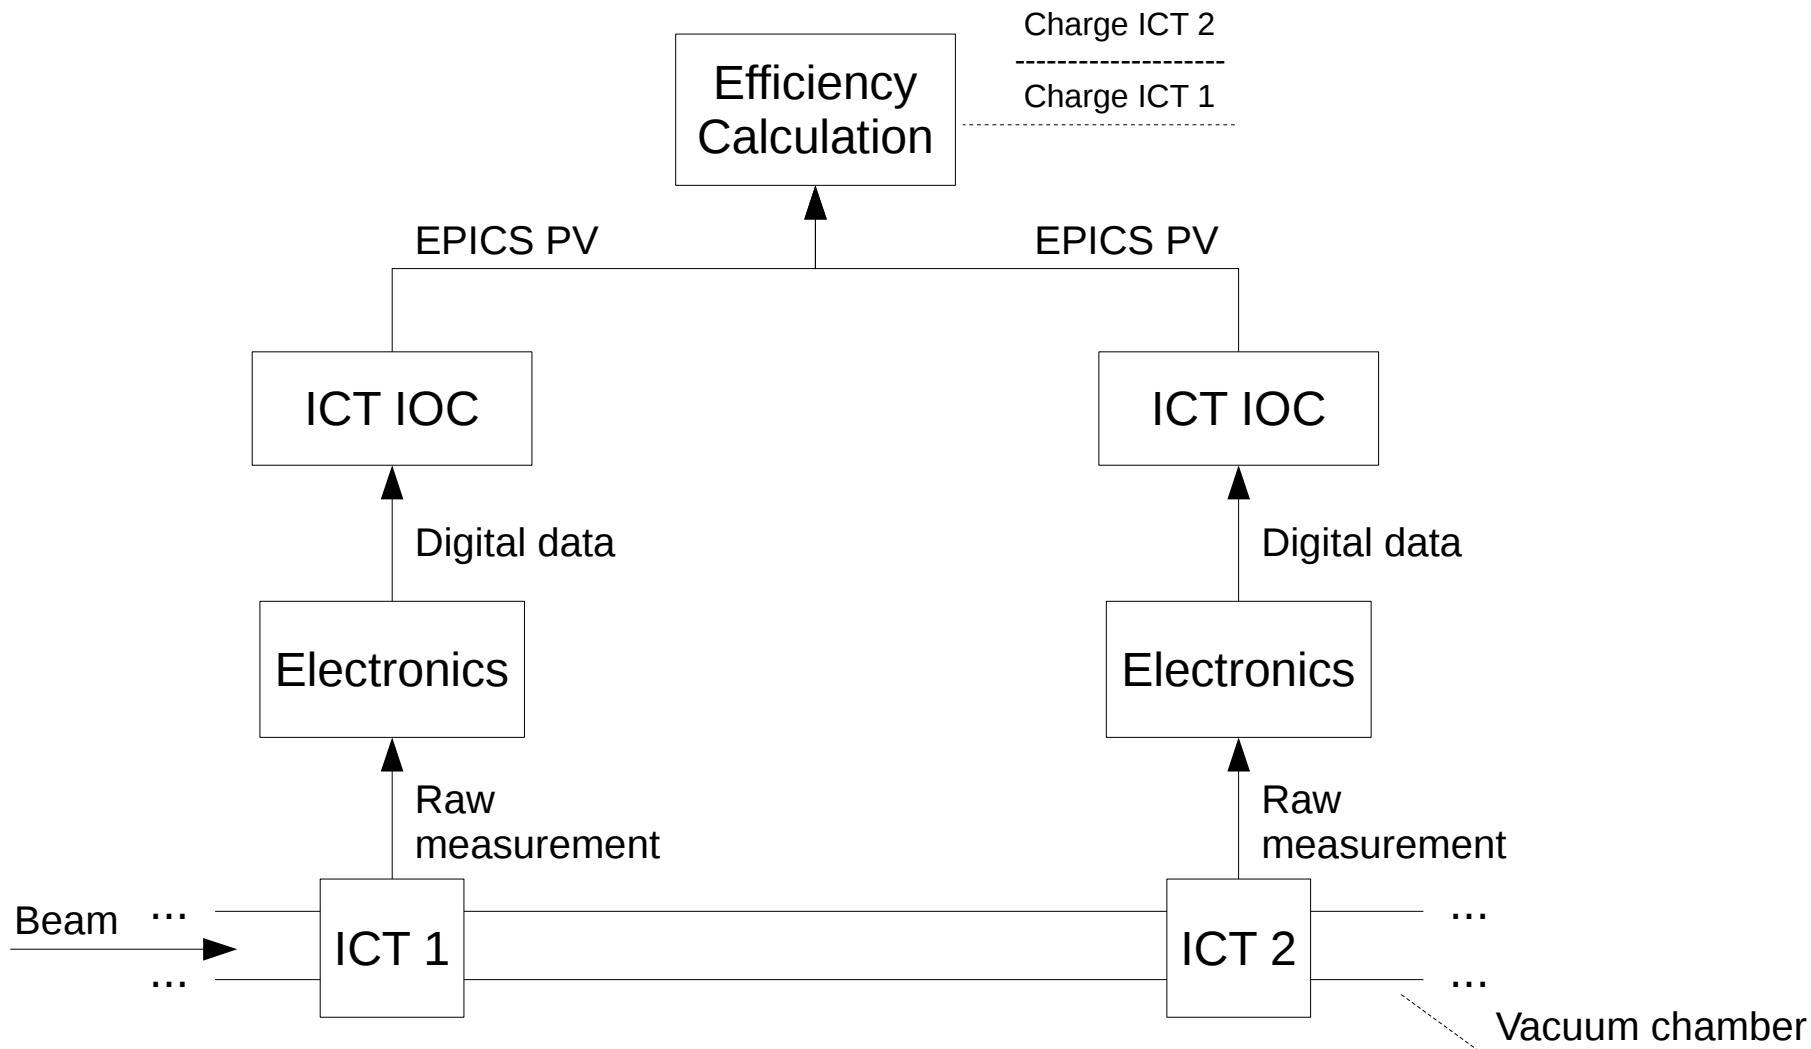 Charge ICT 2
--------------------
Charge ICT 1
Efficiency
Calculation
EPICS PV
EPICS PV
ICT IOC
ICT IOC
Digital data
Digital data
Electronics
Electronics
Raw
measurement
Raw
measurement
Beam
...
...
ICT 1
ICT 2
...
...
Vacuum chamber